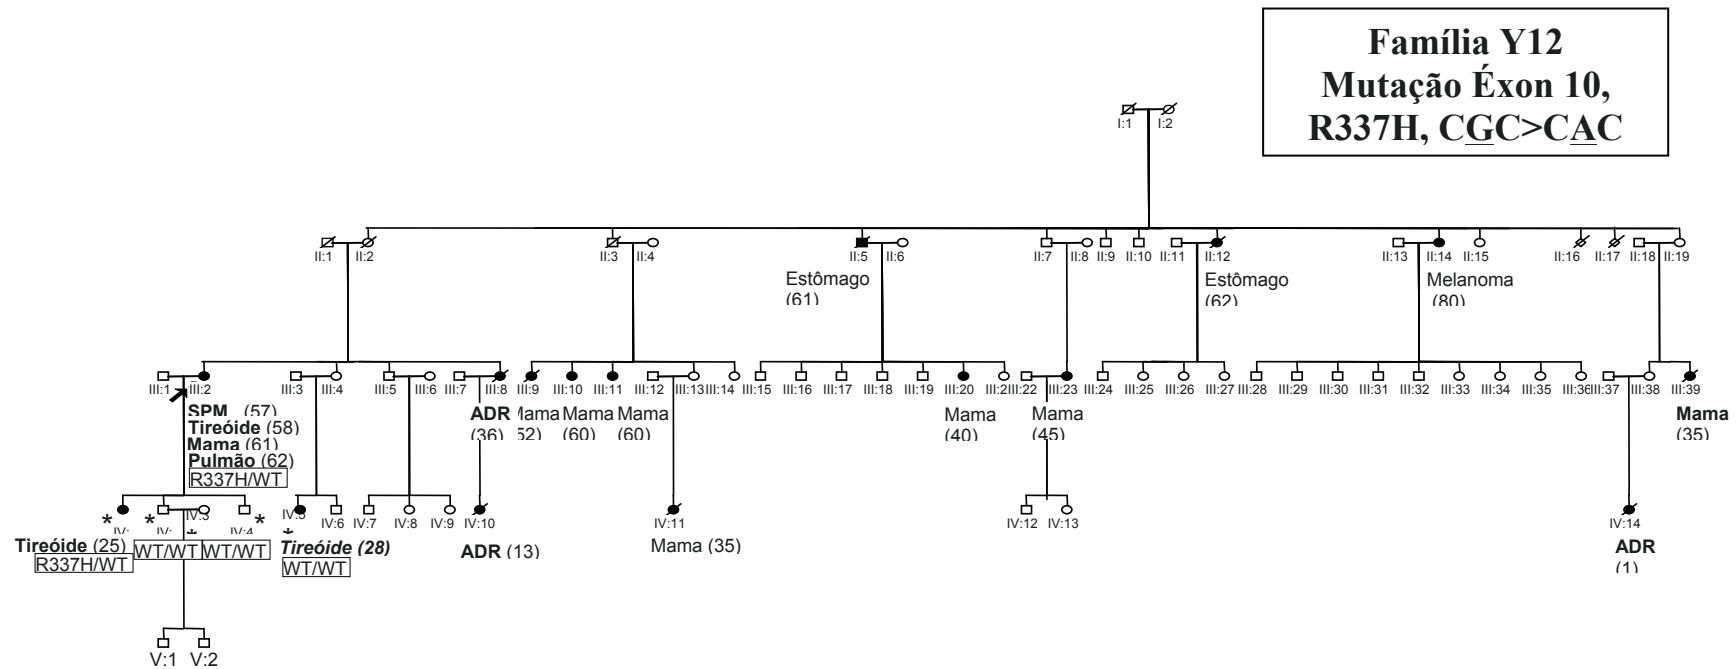 Família Y12
Mutação Éxon 10,
R337H, CGC>CAC
I:1 I:2
II:1 II:2 II:3 II:4 II:5 II:6 II:7 II:8 II:9 II:10 II:11 II:12 II:13 II:14 II:15 II:16 II:17 II:18 II:19
Estômago
(61)
Estômago
(62)
Melanoma
(80)
III:1 III:2 III:3 III:4 III:5 III:6 III:7 III:8 III:9 III:10 III:11 III:12 III:13 III:14 III:15 III:16 III:17 III:18 III:19 III:20 III:21 III:22 III:23 III:24 III:25 III:26 III:27 III:28 III:29 III:30 III:31 III:32 III:33 III:34 III:35 III:36 III:37 III:38 III:39
SPM (57)
Tireóide (58)
Mama (61)
Pulmão (62)
R337H/WT
ADR
(36)
Mama
(52)
Mama
(60)
Mama
(60)
Mama
(40)
Mama
(45)
Mama
(35)
* IV: * IV: IV:3 * IV:4 * IV:5 * IV:6 IV:7 IV:8 IV:9 IV:10 IV:11 IV:12 IV:13 IV:14
Tireóide (25)
R337H/WT
WT/WT
WT/WT
Tireóide (28)
WT/WT
ADR (13)
Mama (35)
ADR
(1)
V:1 V:2